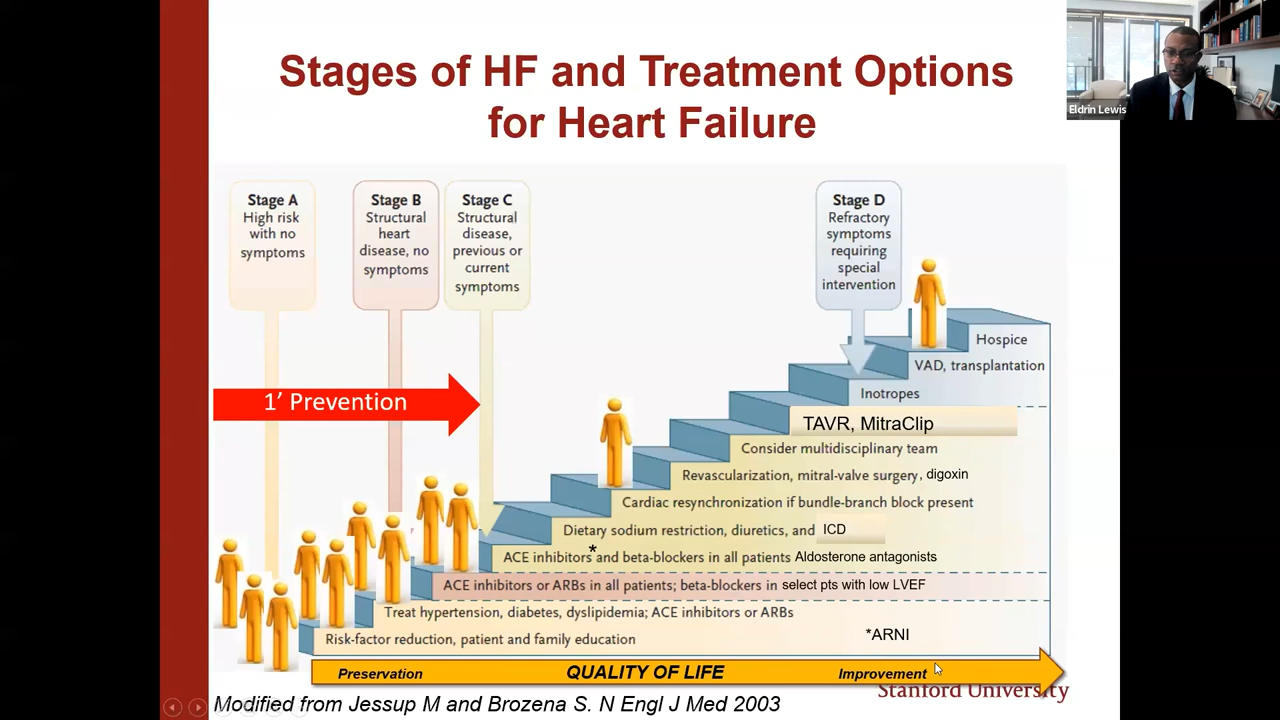 Stages of HF and Treatment Options
for Heart Failure
Eldrin Lewis
Stage A
High risk
with no
symptoms
Stage B
Structural
heart
disease, no
symptoms
Stage C
Structural
disease,
previous or
current
symptoms
Stage D
Refractory
symptoms
requiring
special
intervention
1’ Prevention
Hospice
VAD, transplantation
Inotropes
TAVR, MitraClip
Consider multidisciplinary team
Revascularization, mitral-valve surgery, digoxin
Cardiac resynchronization if bundle-branch block present
Dietary sodium restriction, diuretics, and ICD
ACE inhibitors* and beta-blockers in all patients Aldosterone antagonists
ACE inhibitors or ARBs in all patients; beta-blockers in select pts with low LVEF
Treat hypertension, diabetes, dyslipidemia; ACE inhibitors or ARBs
Risk-factor reduction, patient and family education
*ARNI
Preservation QUALITY OF LIFE Improvement
Stanford University
Modified from Jessup M and Brozena S. N Engl J Med 2003